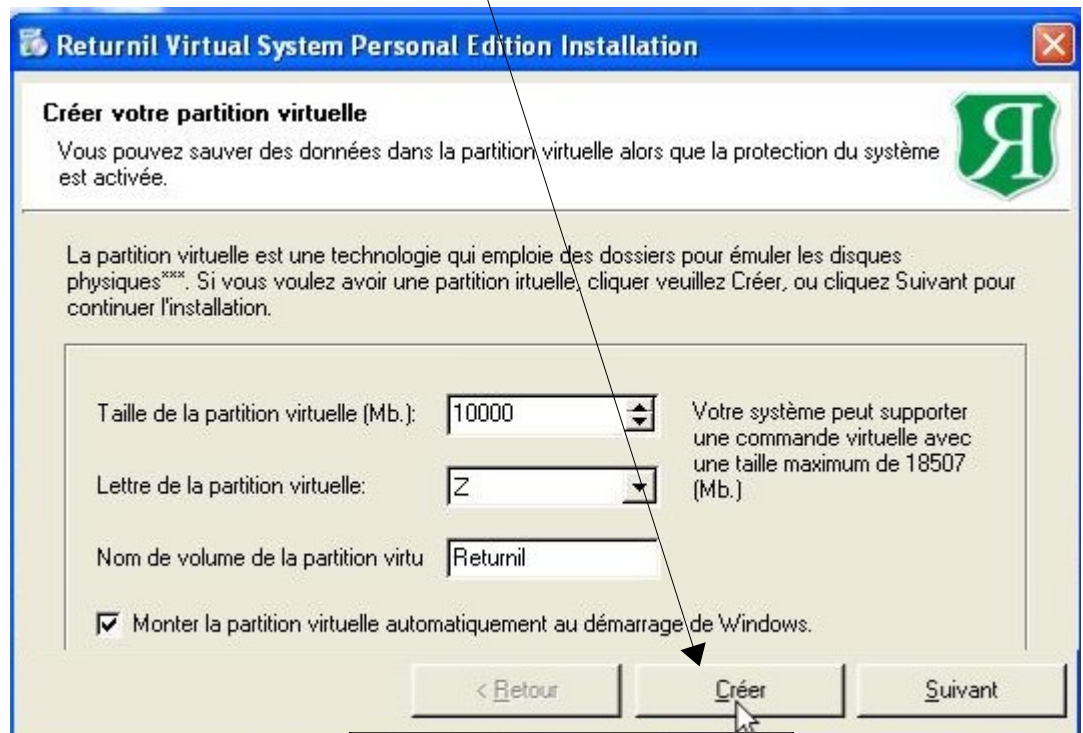 Returnil Virtual System Personal Edition Installation
Créer votre partition virtuelle
Vous pouvez sauver des données dans la partition virtuelle alors que la protection du système
est activée.
La partition virtuelle est une technologie qui emploie des dossiers pour émuler les disques
physiques***. Si vous voulez avoir une partition irtuelle, cliquer veuillez Créer, ou cliquez Suivant pour
continuer l'installation.
Taille de la partition virtuelle (Mb.):
10000
Votre système peut supporter
une commande virtuelle avec
une taille maximum de 18507
(Mb.)
Lettre de la partition virtuelle:
Z
Nom de volume de la partition virtu
Returnil
Monter la partition virtuelle automatiquement au démarrage de Windows.
< Retour
Créer
Suivant